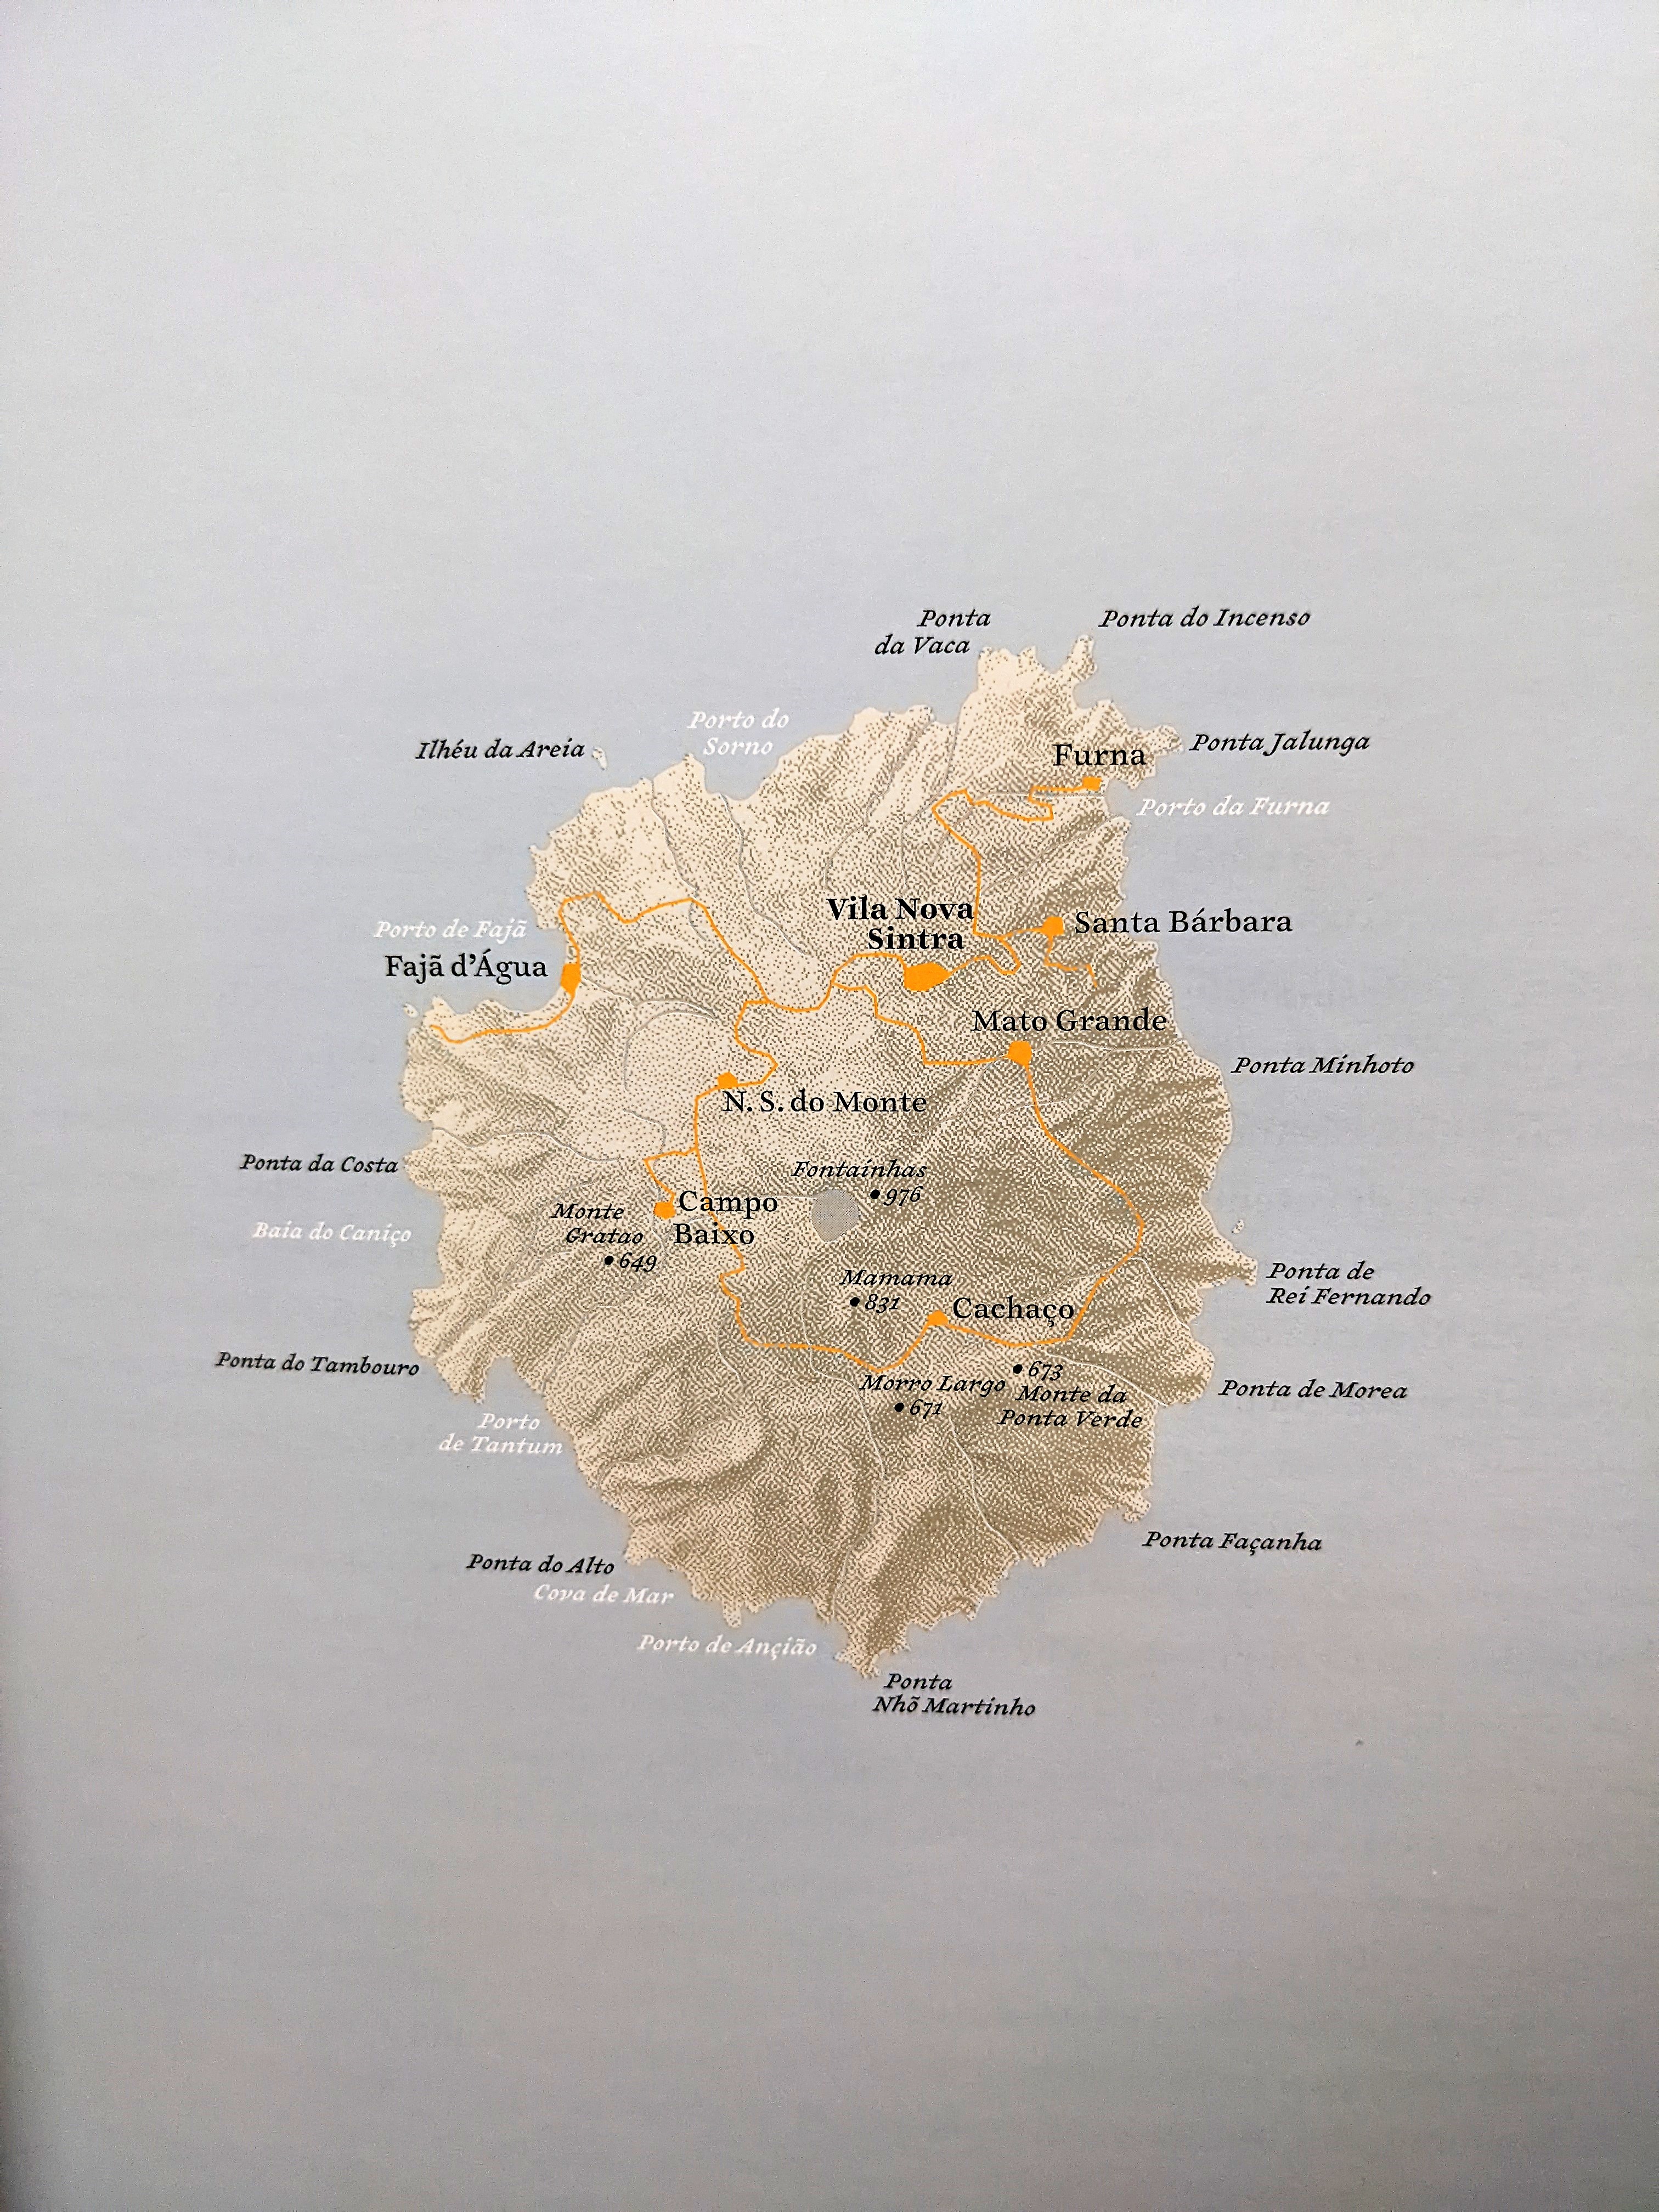 Ponta
da Vaca
Ponta do Incenso
Porto do
Sorno
Ilhéu da Areia
Ponta Jalunga
Furna
Porto da Furna
Vila Nova
Sintra
Santa Bárbara
Porto de Fajã
Fajã d’Água
Mato Grande
Ponta Minhoto
N. S. do Monte
Ponta da Costa
Fontainhas
976
Campo
Baixo
Monte
Gratao
649
Baia do Caniço
Ponta de
Rei Fernando
Mamama
831
Cachaço
Ponta do Tambouro
673
Monte da
Ponta Verde
Morro Largo
671
Ponta de Morea
Porto
de Tantum
Ponta Façanha
Ponta do Alto
Cova de Mar
Porto de Ançião
Ponta
Nhõ Martinho